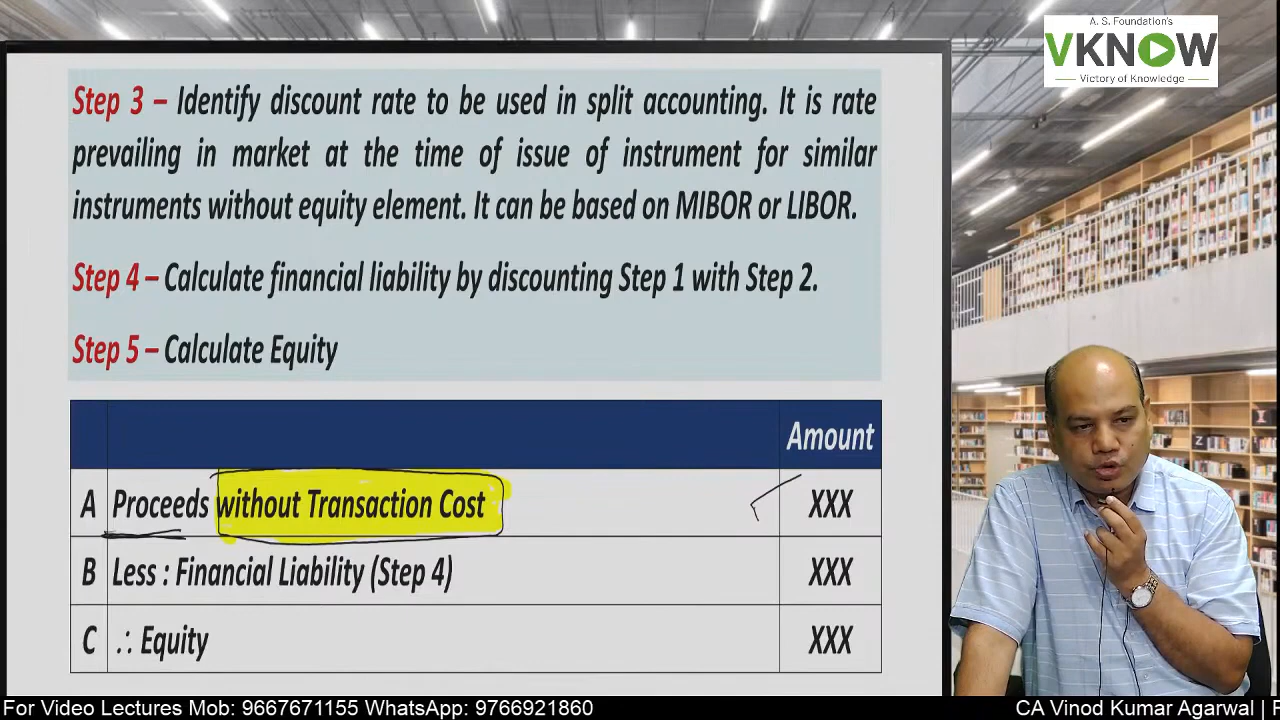 A. S. Foundation's
VKNOW
Victory of Knowledge
Step 3 – Identify discount rate to be used in split accounting. It is rate
prevailing in market at the time of issue of instrument for similar
instruments without equity element. It can be based on MIBOR or LIBOR.
Step 4 – Calculate financial liability by discounting Step 1 with Step 2.
Step 5 – Calculate Equity
Amount
A Proceeds without Transaction Cost XXX
B Less : Financial Liability (Step 4) XXX
C ∴ Equity XXX
For Video Lectures Mob: 9667671155 WhatsApp: 9766921860
CA Vinod Kumar Agarwal |